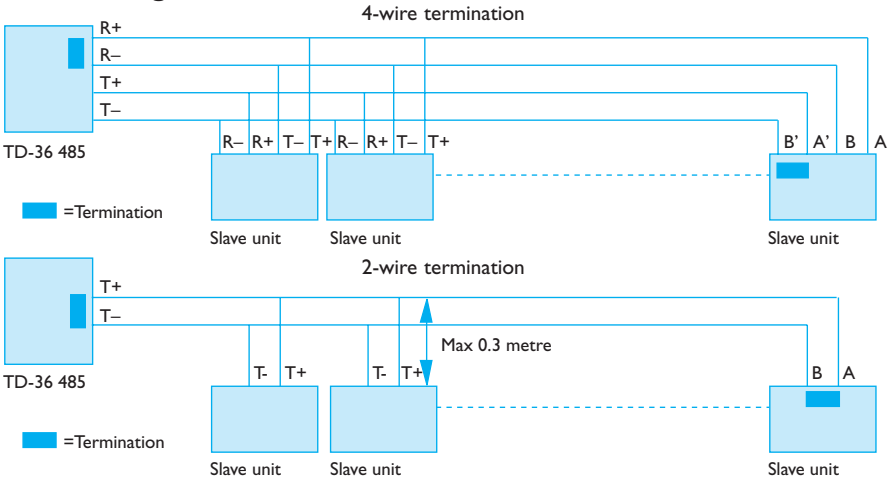 4-wire termination
R+
R–
T+
T–
TD-36 485
R– R+ T– T+ R– R+ T– T+
B’ A’ B A
=Termination
Slave unit Slave unit Slave unit
2-wire termination
T+
T–
Max 0.3 metre
TD-36 485
T- T+ T- T+ B A
=Termination
Slave unit Slave unit Slave unit